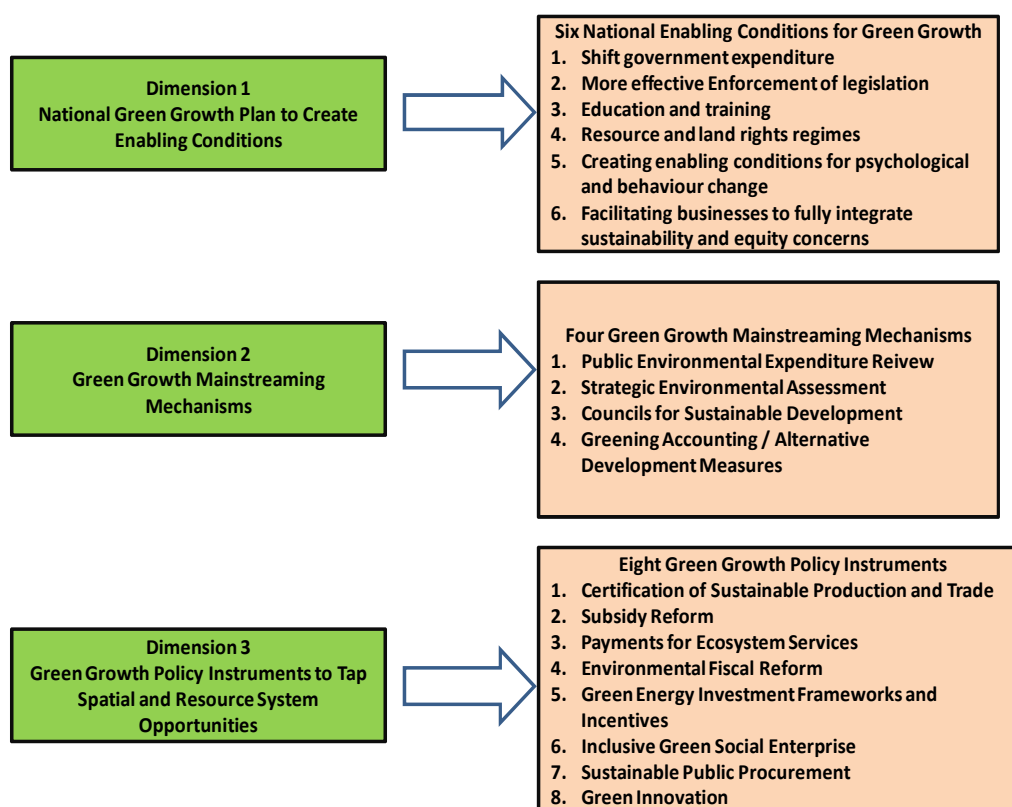 Dimension 1
National Green Growth Plan to Create
Enabling Conditions
Six National Enabling Conditions for Green Growth
1. Shift government expenditure
2. More effective Enforcement of legislation
3. Education and training
4. Resource and land rights regimes
5. Creating enabling conditions for psychological
and behaviour change
6. Facilitating businesses to fully integrate
sustainability and equity concerns
Dimension 2
Green Growth Mainstreaming
Mechanisms
Four Green Growth Mainstreaming Mechanisms
1. Public Environmental Expenditure Reivew
2. Strategic Environmental Assessment
3. Councils for Sustainable Development
4. Greening Accounting / Alternative
Development Measures
Dimension 3
Green Growth Policy Instruments to Tap
Spatial and Resource System
Opportunities
Eight Green Growth Policy Instruments
1. Certification of Sustainable Production and Trade
2. Subsidy Reform
3. Payments for Ecosystem Services
4. Environmental Fiscal Reform
5. Green Energy Investment Frameworks and
Incentives
6. Inclusive Green Social Enterprise
7. Sustainable Public Procurement
8. Green Innovation